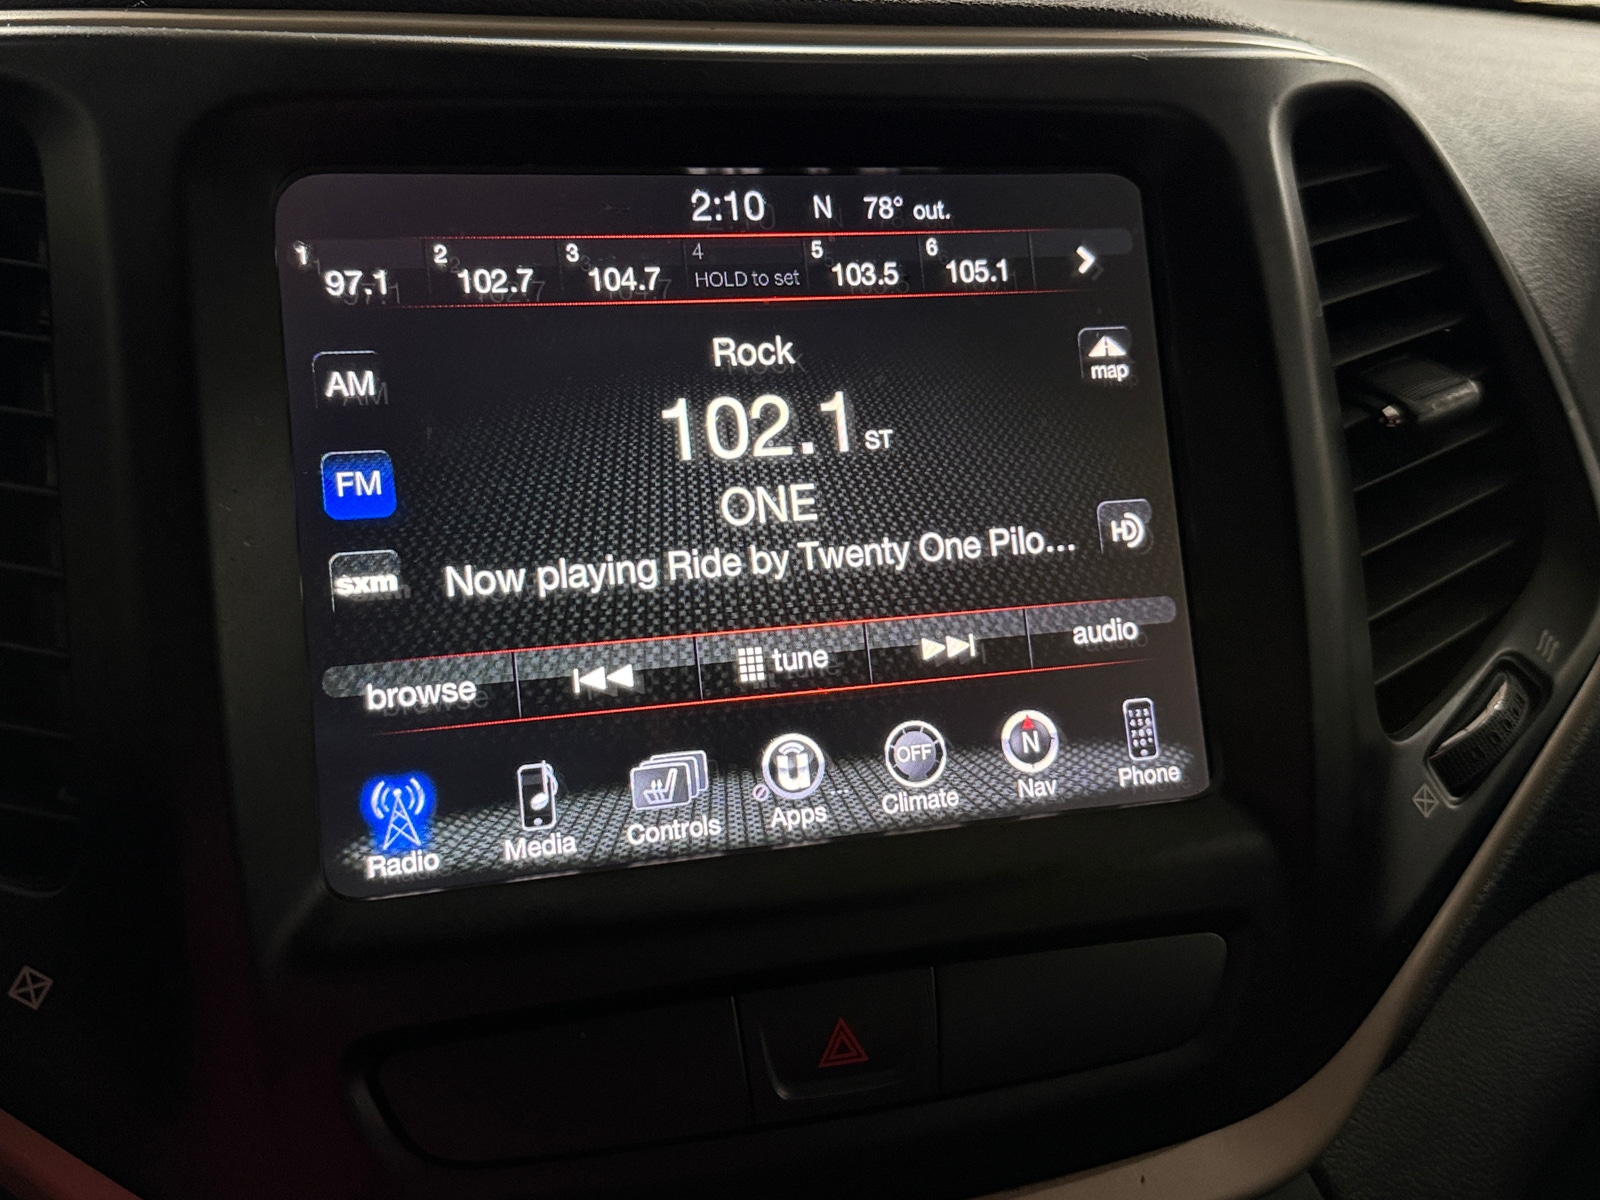 2:10 N 78° out.
1 97.1 2 102.7 3 104.7 4 HOLD to set 5 103.5 6 105.1
Rock
map
AM
102.1 ST
FM
ONE
HD
sxm
Now playing Ride by Twenty One Pilo...
browse tune audio
OFF
N
Radio Media Controls Apps Climate Nav Phone